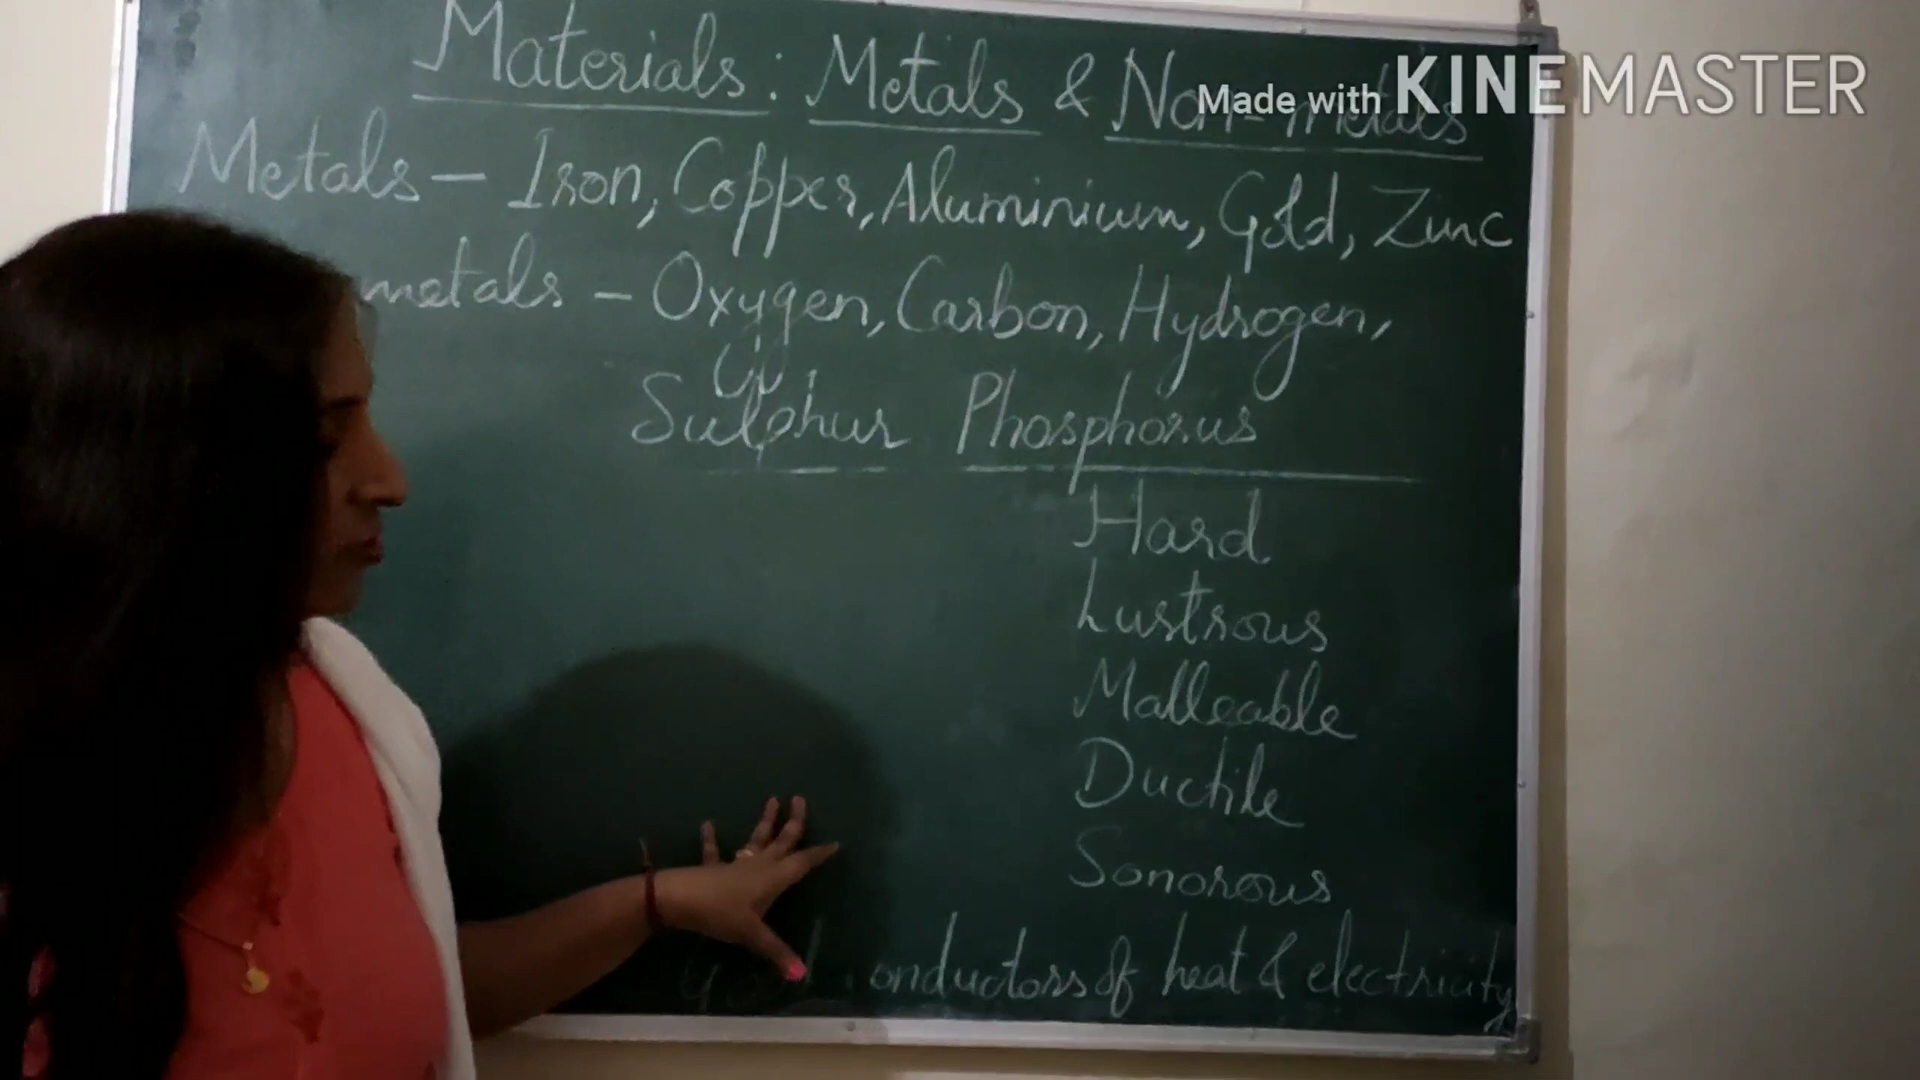 Materials: Metals & Non-metals
Made with KINEMASTER
Metals - Iron, Copper, Aluminium, Gold, Zinc
metals - Oxygen, Carbon, Hydrogen,
Sulphur Phosphorus
Hard
Lustrous
Malleable
Ductile
Sonorous
onductors of heat & electricity